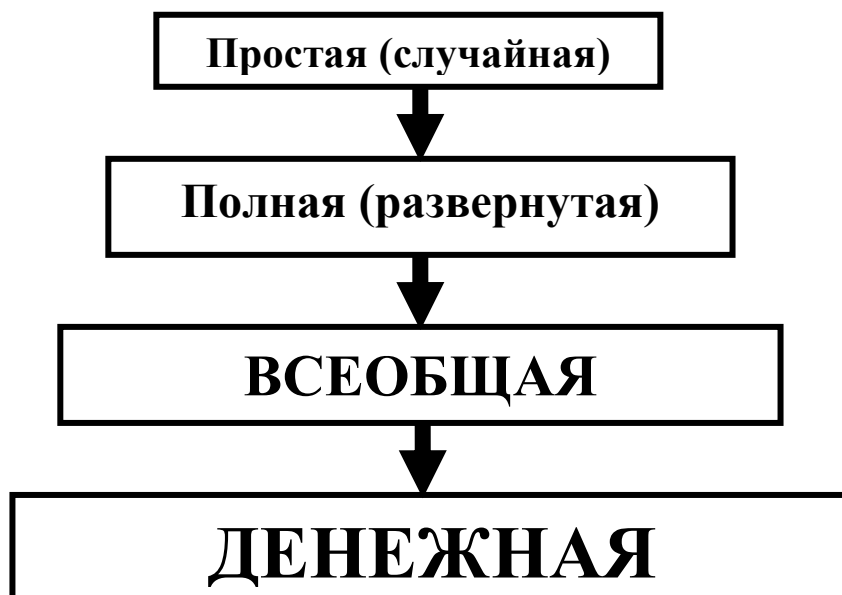 Простая (случайная)
Полная (развернутая)
ВСЕОБЩАЯ
ДЕНЕЖНАЯ